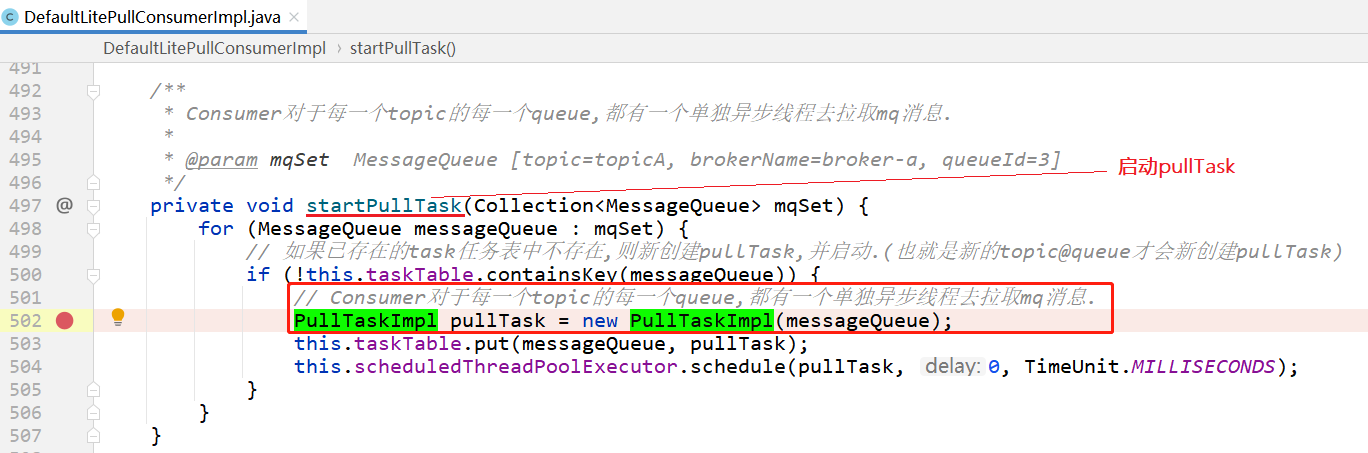 DefaultLitePullConsumerImpl.java ×
DefaultLitePullConsumerImpl › startPullTask()
491
492 /**
493 * Consumer对于每一个topic的每一个queue,都有一个单独异步线程去拉取mq消息.
494 *
495 * @param mqSet MessageQueue [topic=topicA, brokerName=broker-a, queueId=3]
496 */
启动pullTask
497 @ private void startPullTask(Collection<MessageQueue> mqSet) {
498 for (MessageQueue messageQueue : mqSet) {
499 // 如果已存在的task任务表中不存在,则新创建pullTask,并启动.(也就是新的topic@queue才会新创建pullTask)
500 if (!this.taskTable.containsKey(messageQueue)) {
501 // Consumer对于每一个topic的每一个queue,都有一个单独异步线程去拉取mq消息.
502 PullTaskImpl pullTask = new PullTaskImpl(messageQueue);
503 this.taskTable.put(messageQueue, pullTask);
504 this.scheduledThreadPoolExecutor.schedule(pullTask, delay: 0, TimeUnit.MILLISECONDS);
505 }
506 }
507 }